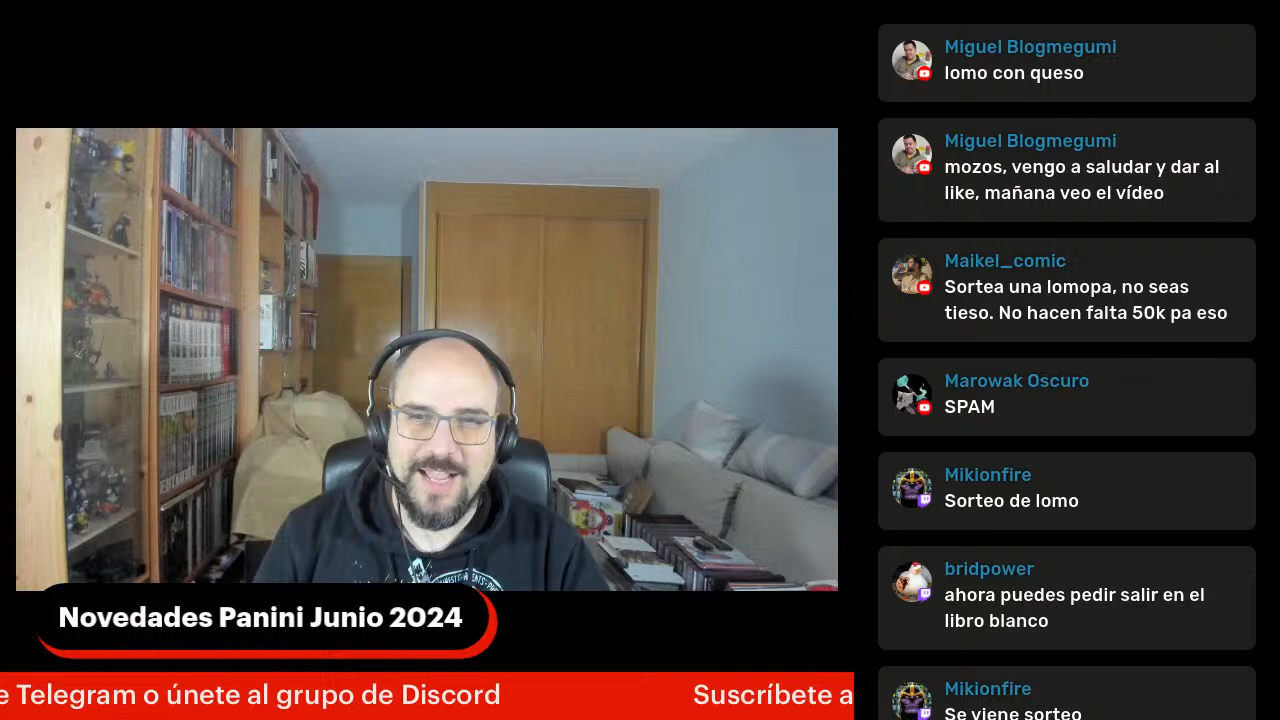 Miguel Blogmegumi
lomo con queso
Miguel Blogmegumi
mozos, vengo a saludar y dar al
like, mañana veo el vídeo
Maikel_comic
Sortea una lomopa, no seas
tieso. No hacen falta 50k pa eso
Marowak Oscuro
SPAM
Mikionfire
Sorteo de lomo
bridpower
ahora puedes pedir salir en el
libro blanco
Mikionfire
Se viene sorteo
Novedades Panini Junio 2024
e Telegram o únete al grupo de Discord
Suscríbete a